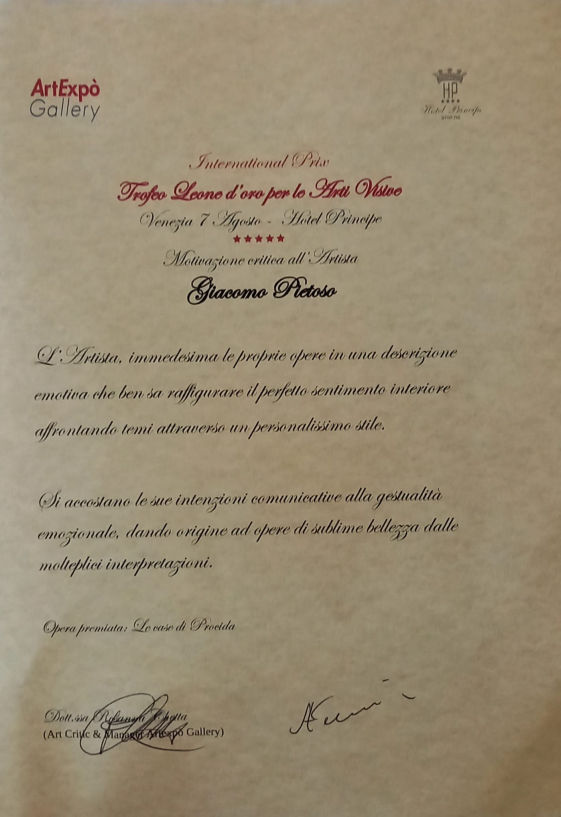 ArtExpò
Gallery
HP
Hotel Principe
International Prix
Trofeo Leone d'oro per le Arti Visive
Venezia 7 Agosto - Hotel Principe
Motivazione critica all'Artista
Giacomo Pietoso
L'Artista, immedesima le proprie opere in una descrizione
emotiva che ben sa raffigurare il perfetto sentimento interiore
affrontando temi attraverso un personalissimo stile.
Si accostano le sue intenzioni comunicative alla gestualità
emozionale, dando origine ad opere di sublime bellezza dalle
molteplici interpretazioni.
Opera premiata: Le case di Procida
Dott.ssa
(Art Critic & Manager Artexpò Gallery)